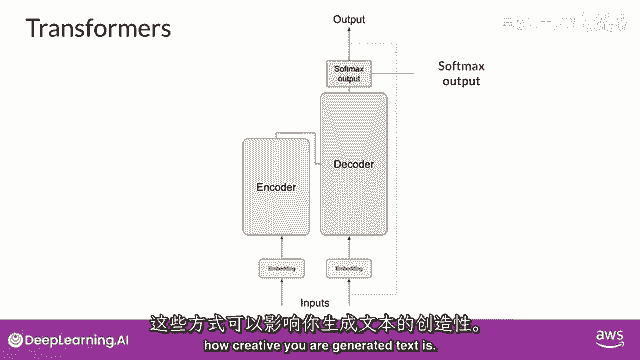 Transformers
Output
Softmax
output
Softmax
output
Encoder
Decoder
Embedding
Embedding
Inputs
这些方式可以影响你生成文本的创造性。
how creative you are generated text is.
DeepLearning.AI
aws